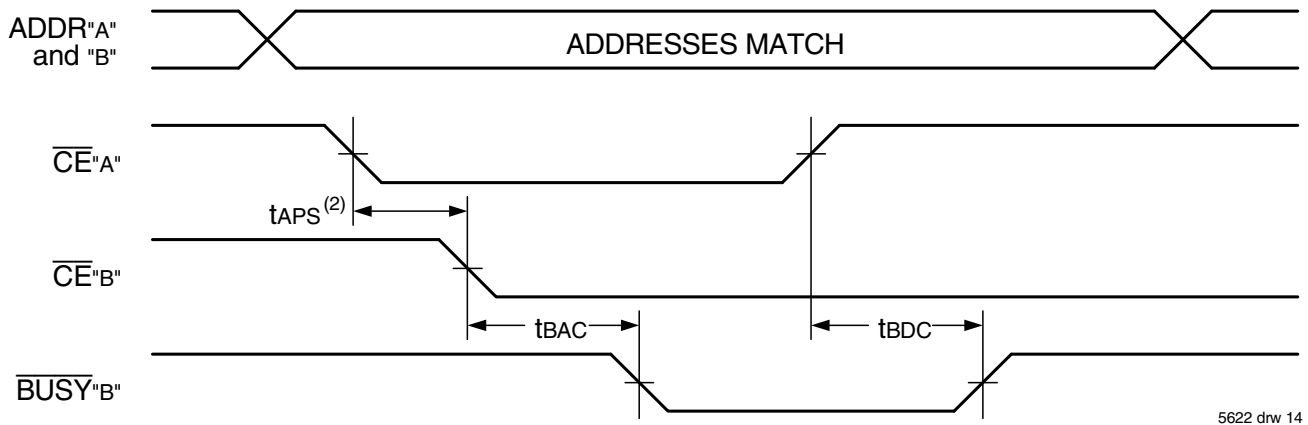 ADDR"A"
and "B"
ADDRESSES MATCH
CE"A"
tAPS(2)
CE"B"
tBAC
tBDC
BUSY"B"
5622 drw 14